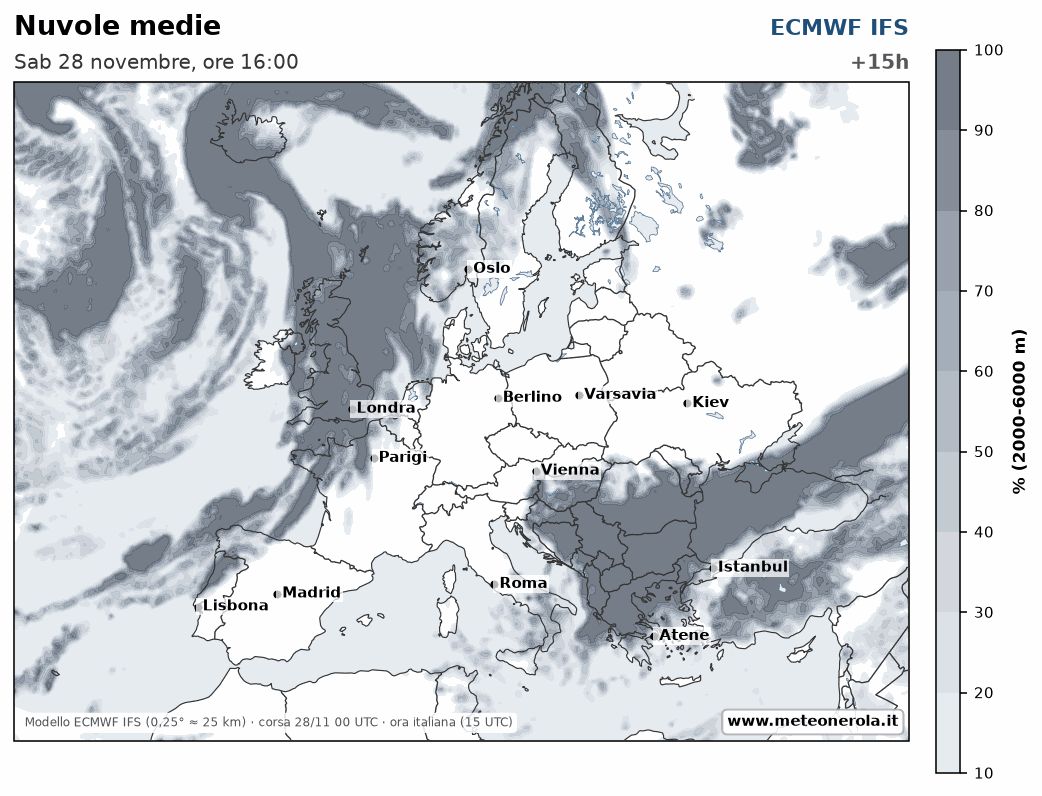 Nuvole medie
ECMWF IFS
Sab 28 novembre, ore 16:00
+15h
100
90
80
70
60
50
40
30
20
10
% (2000-6000 m)
Oslo
Londra
Berlino
Varsavia
Kiev
Parigi
Vienna
Istanbul
Roma
Madrid
Lisbona
Atene
Modello ECMWF IFS (0,25° ≈ 25 km) · corsa 28/11 00 UTC · ora italiana (15 UTC)
www.meteonerola.it